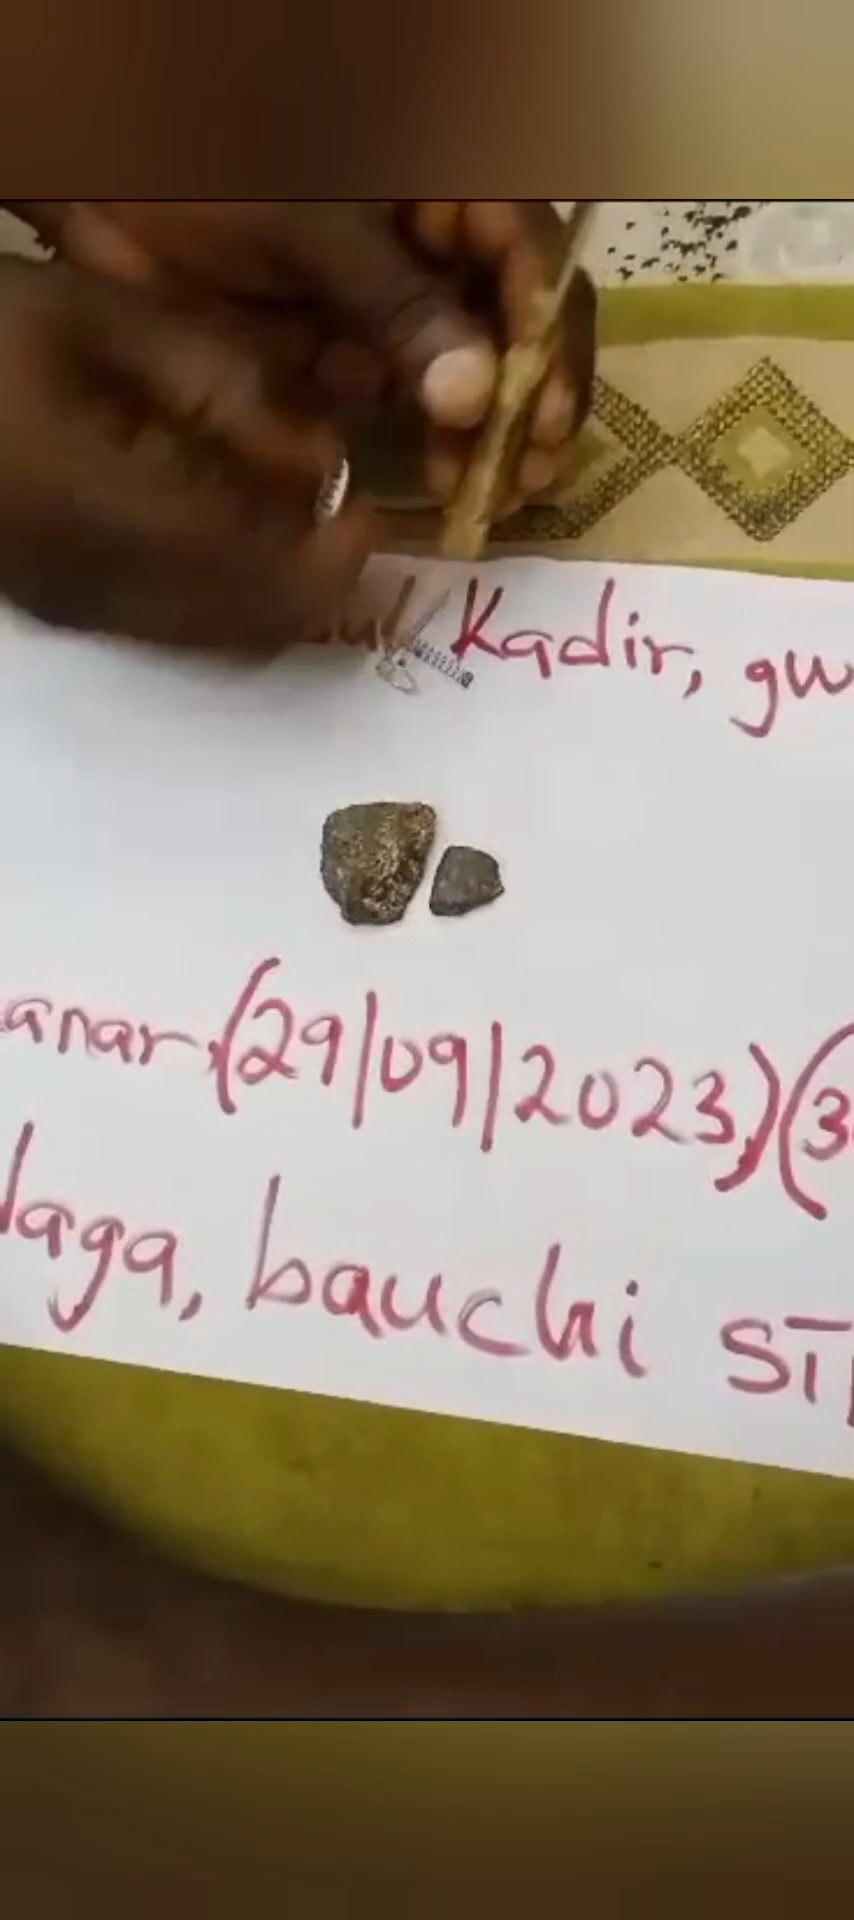 Kadir, gw
anar, (29/09/2023,) (3
laga, bauchi ST